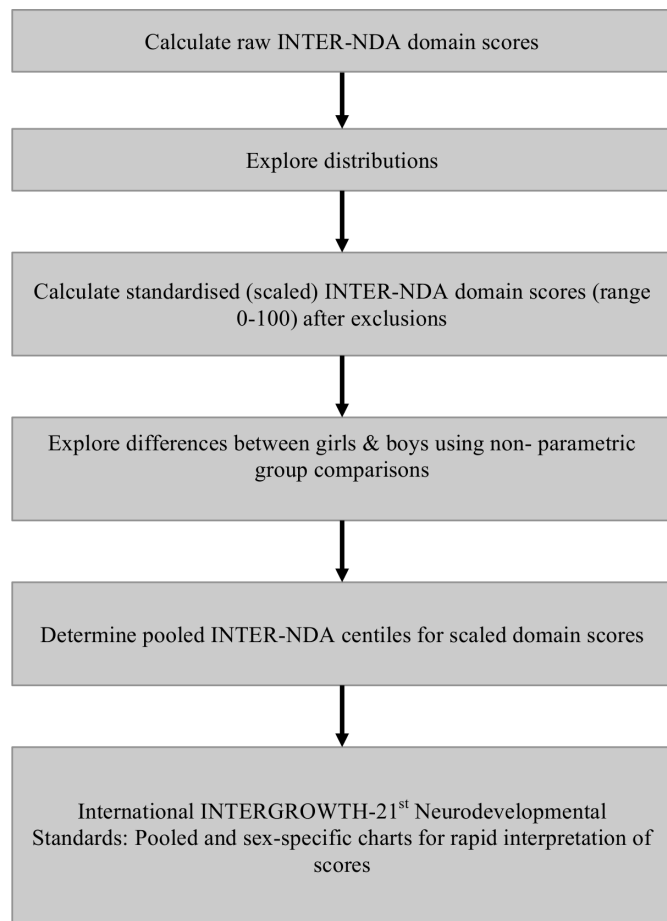 Calculate raw INTER-NDA domain scores
Explore distributions
Calculate standardised (scaled) INTER-NDA domain scores (range
0-100) after exclusions
Explore differences between girls & boys using non- parametric
group comparisons
Determine pooled INTER-NDA centiles for scaled domain scores
International INTERGROWTH-21st Neurodevelopmental
Standards: Pooled and sex-specific charts for rapid interpretation of
scores